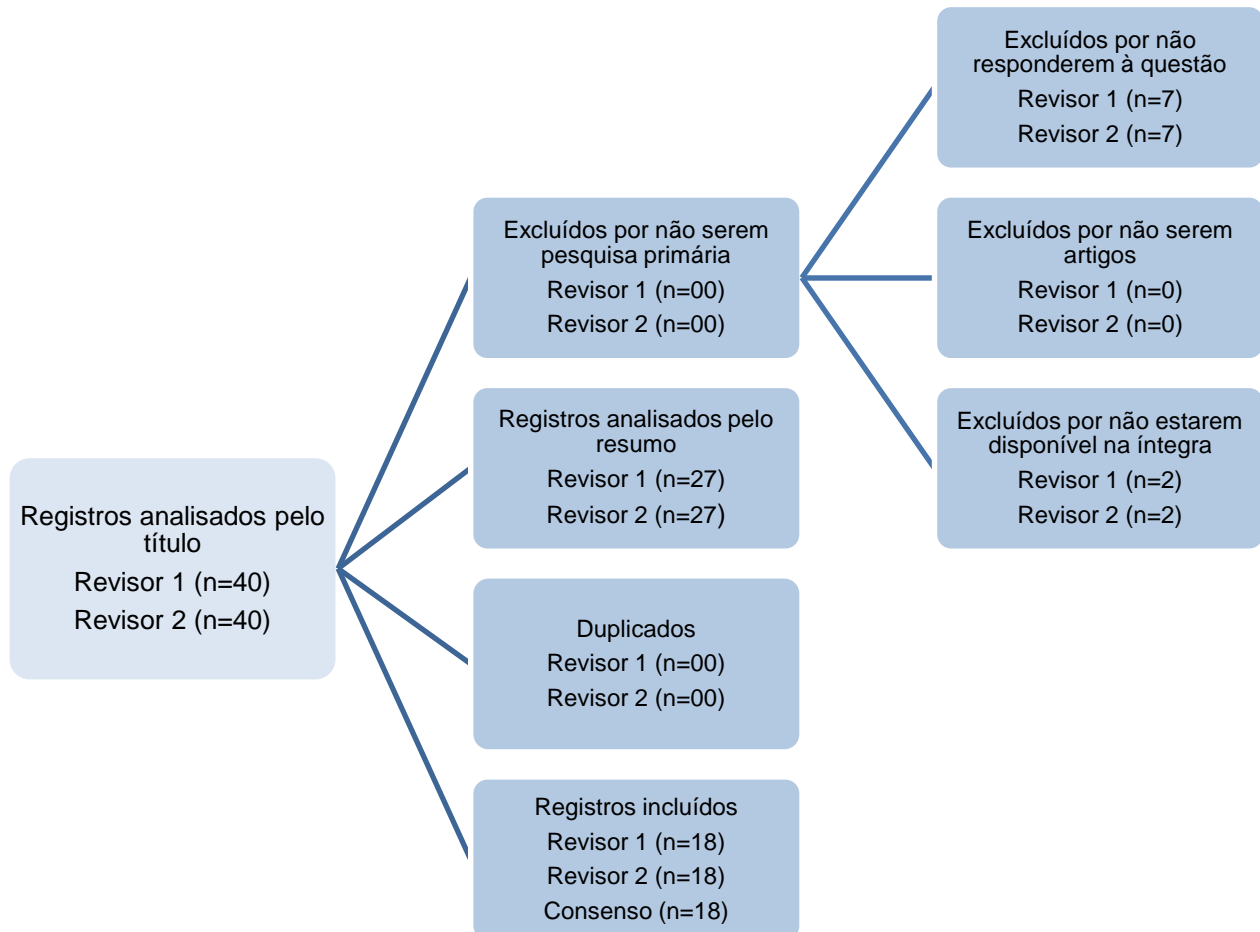 Registros analisados pelo
título
Revisor 1 (n=40)
Revisor 2 (n=40)
Excluídos por não serem
pesquisa primária
Revisor 1 (n=00)
Revisor 2 (n=00)
Registros analisados pelo
resumo
Revisor 1 (n=27)
Revisor 2 (n=27)
Duplicados
Revisor 1 (n=00)
Revisor 2 (n=00)
Registros incluídos
Revisor 1 (n=18)
Revisor 2 (n=18)
Consenso (n=18)
Excluídos por não
responderem à questão
Revisor 1 (n=7)
Revisor 2 (n=7)
Excluídos por não serem
artigos
Revisor 1 (n=0)
Revisor 2 (n=0)
Excluídos por não estarem
disponível na íntegra
Revisor 1 (n=2)
Revisor 2 (n=2)